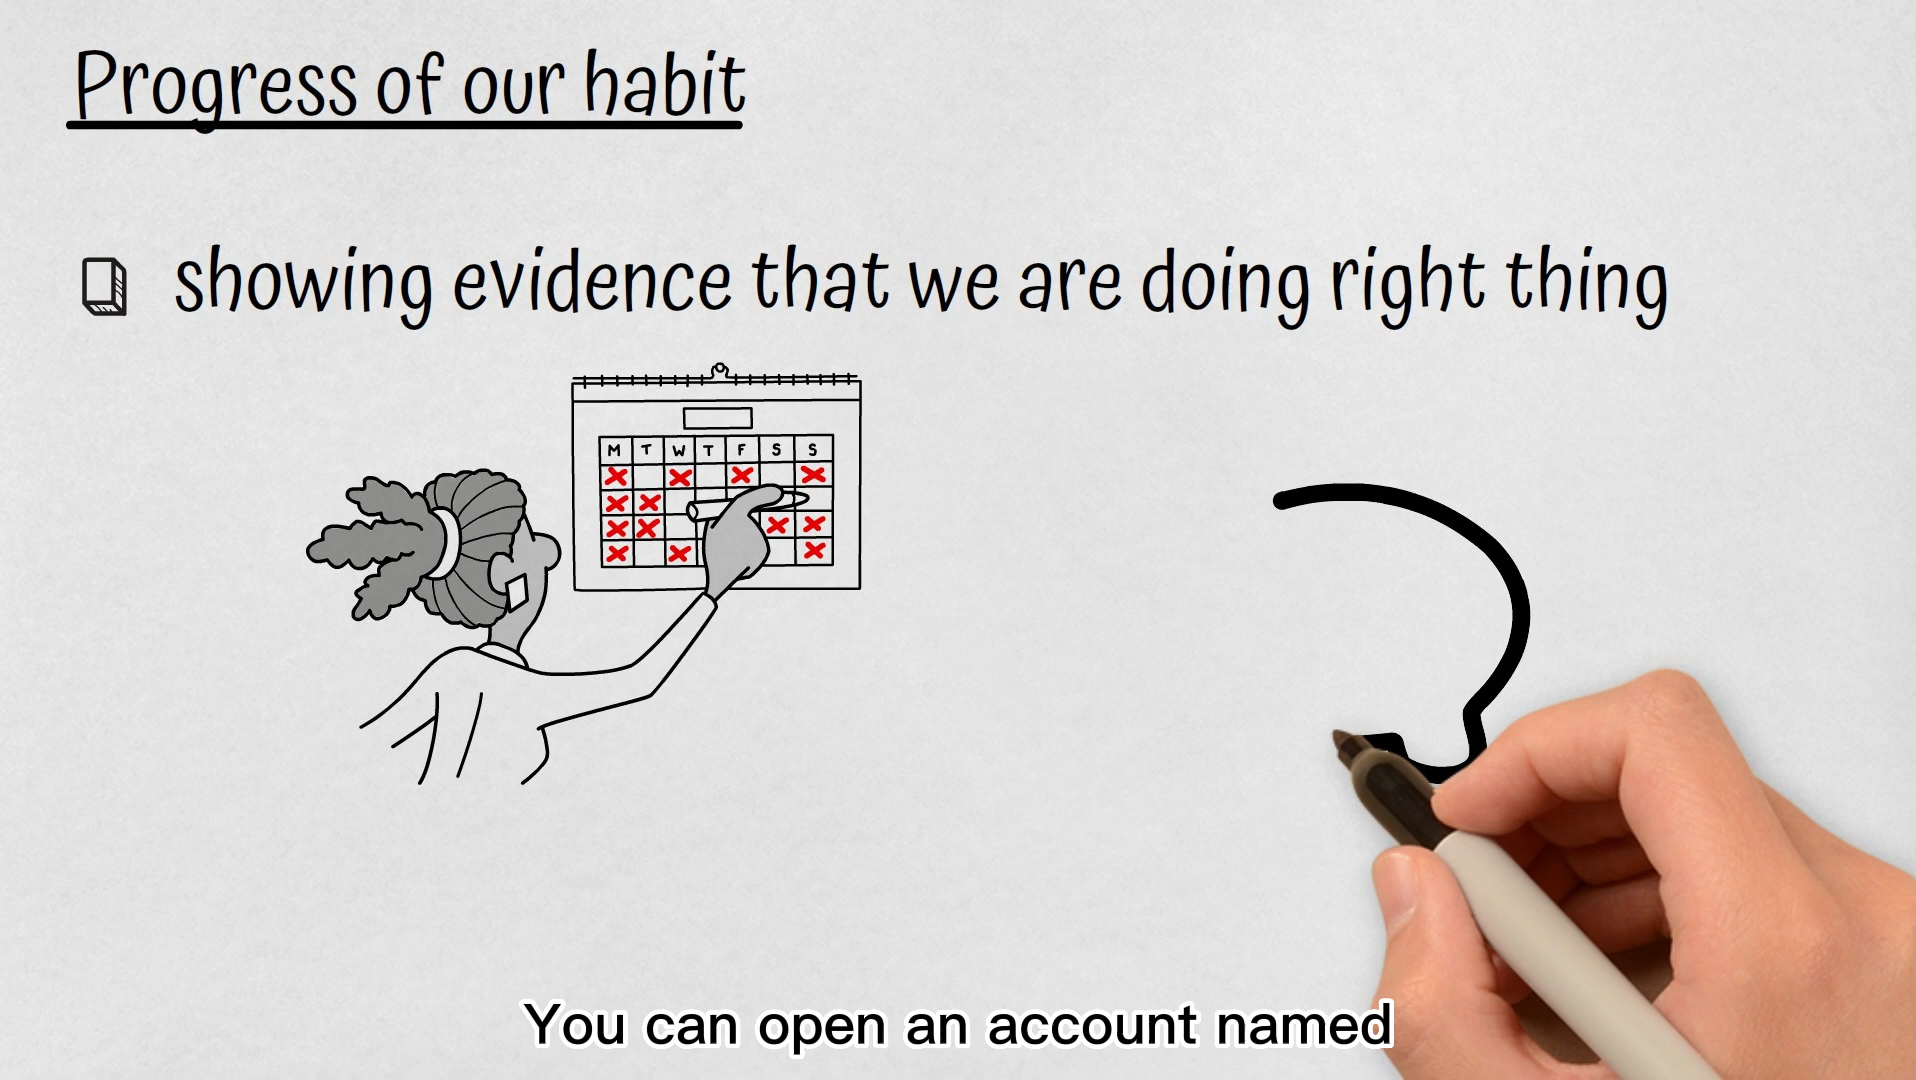 Progress of our habit
showing evidence that we are doing right thing
M T W T F S S
You can open an account named